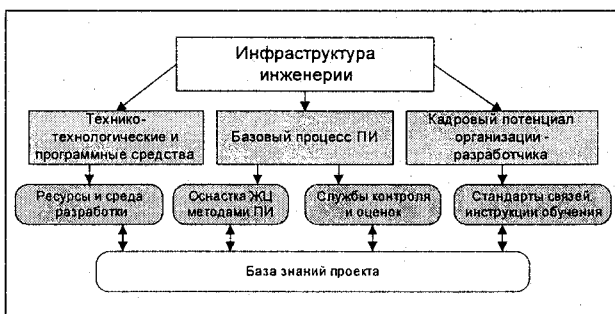 Инфраструктура
инженерии
Технико-
технологические и
программные средства
Базовый процесс ПИ
Кадровый потенциал
организации -
разработчика
Ресурсы и среда
разработки
Оснастка ЖЦ
методами ПИ
Службы контроля
и оценок
Стандарты связей,
инструкции обучения
База знаний проекта